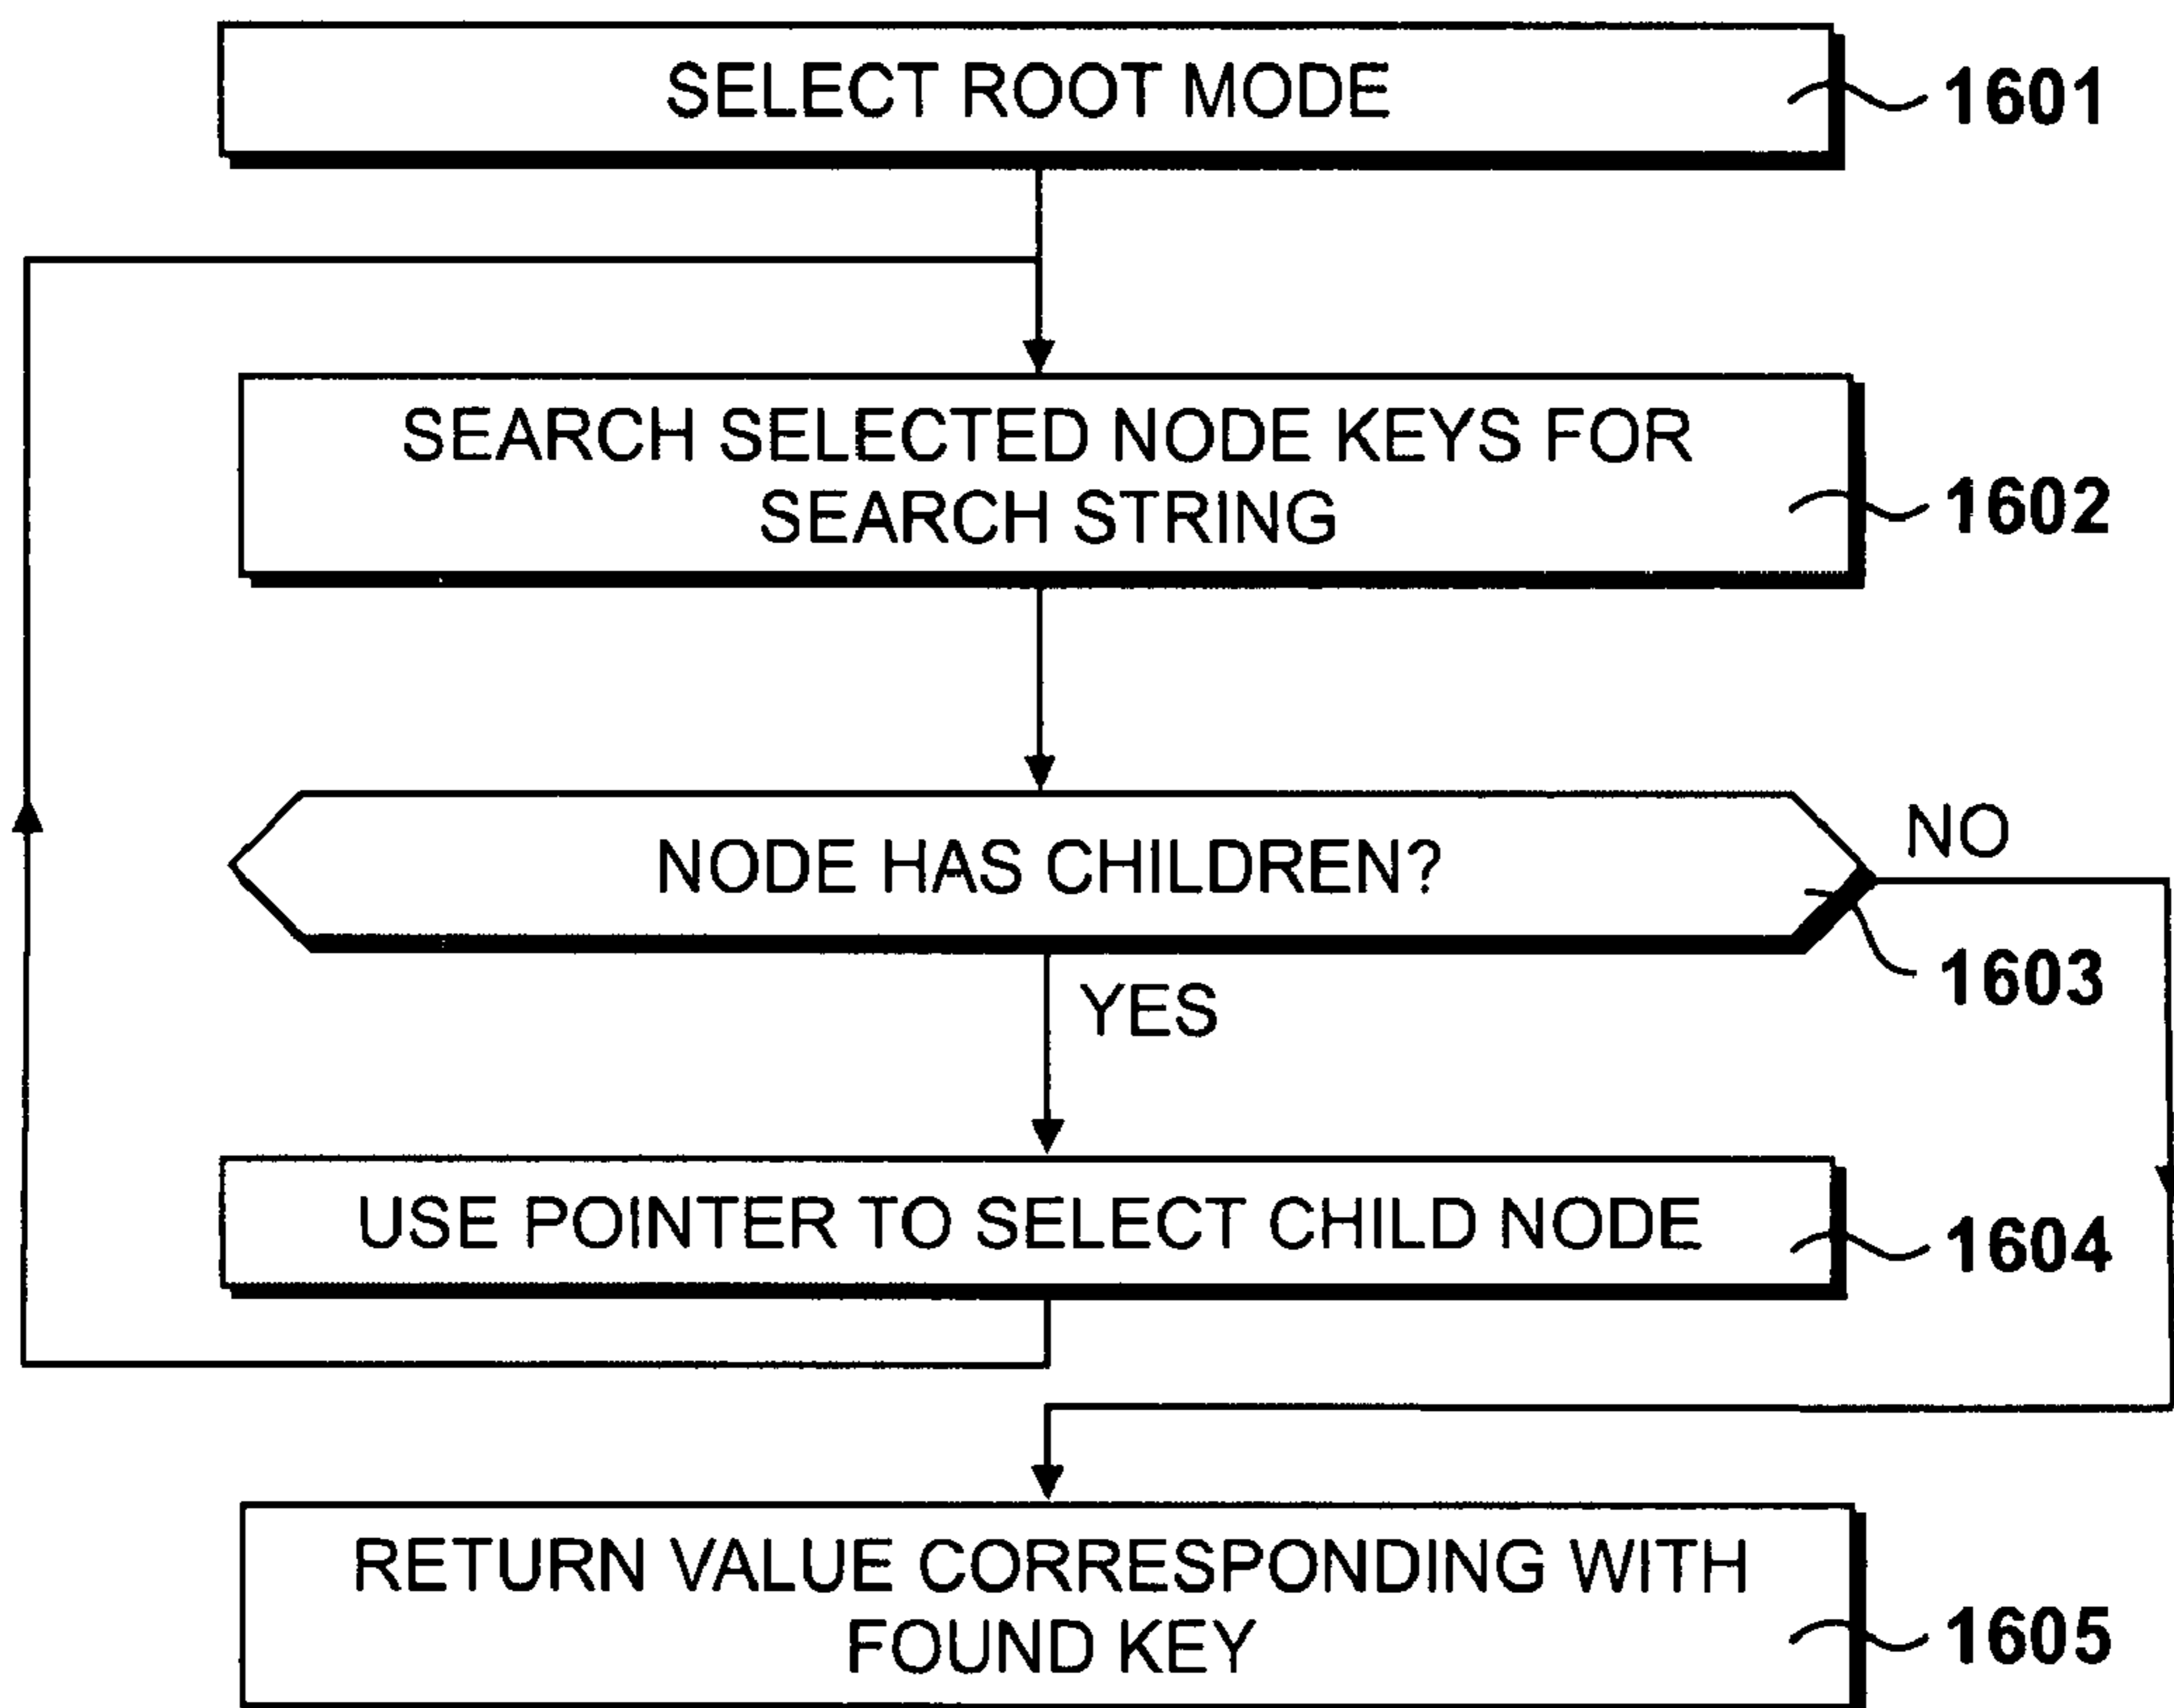 SELECT ROOT MODE
1601
SEARCH SELECTED NODE KEYS FOR
SEARCH STRING
1602
NODE HAS CHILDREN?
NO
1603
YES
USE POINTER TO SELECT CHILD NODE
1604
RETURN VALUE CORRESPONDING WITH
FOUND KEY
1605